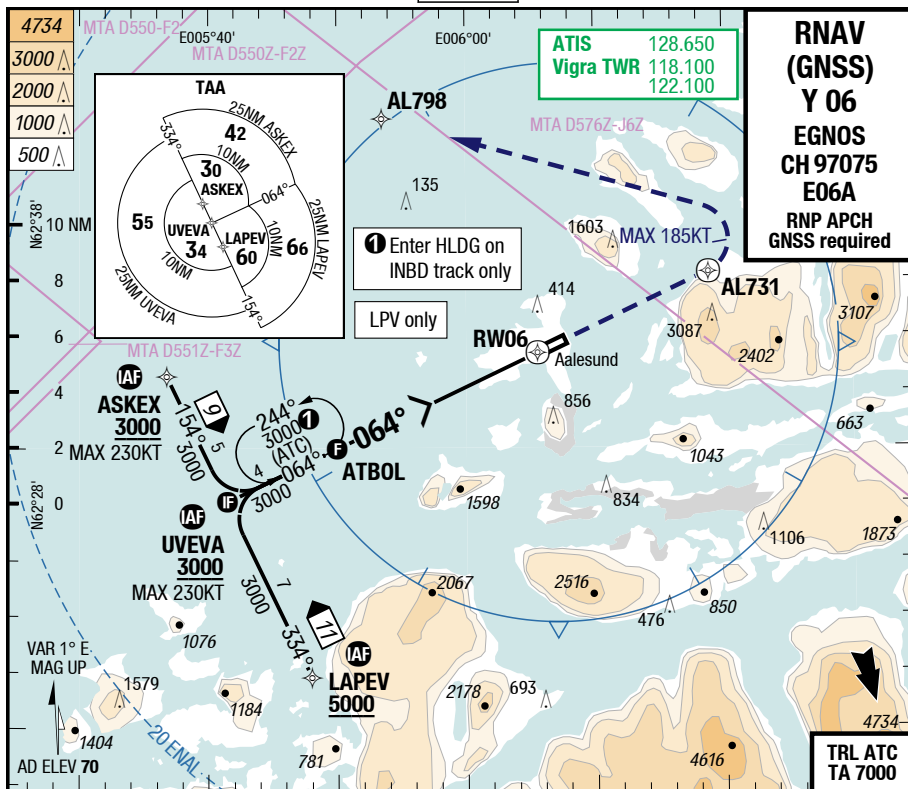 4734
3000
2000
1000
500
MTA D550-F2
MTA D550Z-F2Z
E005°40'
E006°00'
ATIS 128.650
Vigra TWR 118.100
122.100
RNAV
(GNSS)
Y 06
EGNOS
CH 97075
E06A
RNP APCH
GNSS required
TAA
25NM ASKEX
42
334°
10NM
30
ASKEX
064°
55
UVEVA
34
10NM
LAPEV
60
10NM
66
25NM LAPEV
25NM UVEVA
154°
AL798
MTA D576Z-J6Z
135
1603
MAX 185KT
N62°38'
10 NM
8
6
4
2
0
N62°28'
1 Enter HLDG on
INBD track only
LPV only
414
AL731
3107
3087
2402
RW06
Aalesund
MTA D551Z-F3Z
IAF
ASKEX
3000
MAX 230KT
9
154°
5
3000
244°
1
3000
(ATC)
4
064°
3000
F
ATBOL
064°
856
663
1043
IF
IAF
UVEVA
3000
MAX 230KT
1598
834
1106
1873
7
3000
334°
11
IAF
LAPEV
5000
2067
2516
476
850
1076
VAR 1° E
MAG UP
1579
1184
1404
781
2178
693
4616
4734
20 ENAL
AD ELEV 70
TRL ATC
TA 7000